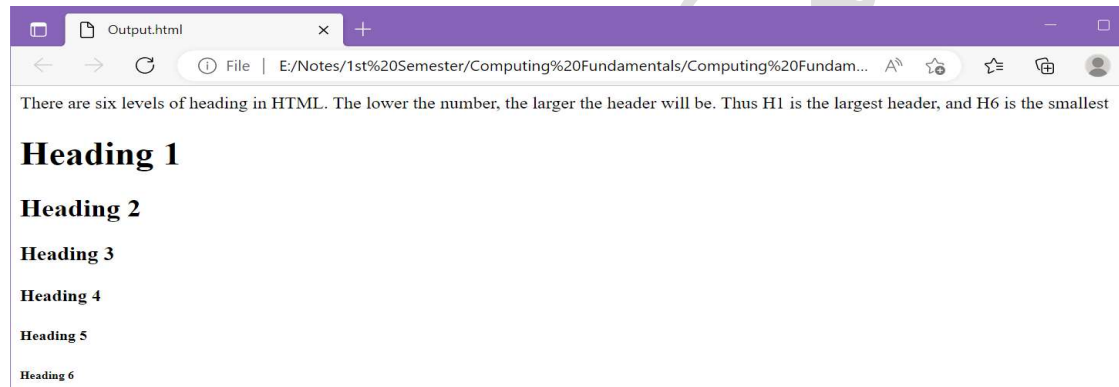 Output.html
File | E:/Notes/1st%20Semester/Computing%20Fundamentals/Computing%20Fundam...
There are six levels of heading in HTML. The lower the number, the larger the header will be. Thus H1 is the largest header, and H6 is the smallest
Heading 1
Heading 2
Heading 3
Heading 4
Heading 5
Heading 6